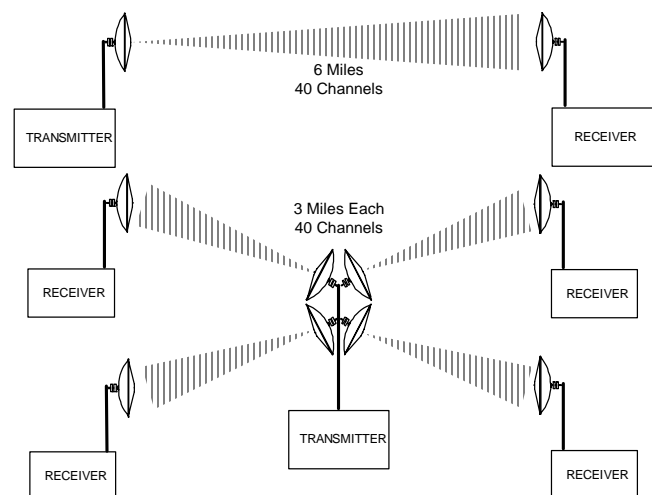 6 Miles
40 Channels
TRANSMITTER
RECEIVER
3 Miles Each
40 Channels
RECEIVER
RECEIVER
TRANSMITTER
RECEIVER
RECEIVER